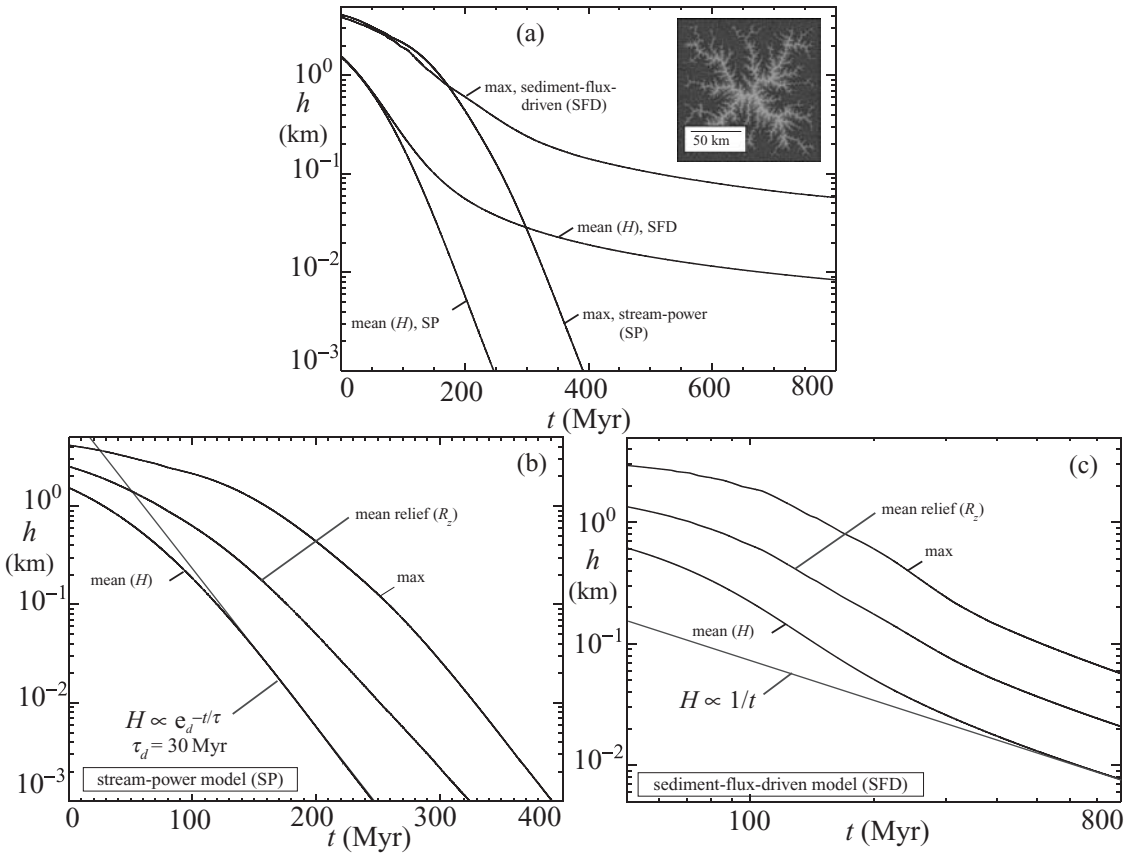 (a)
10^0
h
(km)
10^-1
10^-2
10^-3
max, sediment-flux-
driven (SFD)
50 km
mean (H), SFD
mean (H), SP
max, stream-power
(SP)
0 200 400 600 800
t (Myr)
(b)
10^0
h
(km)
10^-1
10^-2
10^-3
mean relief (R_z)
mean (H)
max
H ∝ e_d^-t/τ
τ_d = 30 Myr
stream-power model (SP)
0 100 200 300 400
t (Myr)
(c)
10^0
h
(km)
10^-1
10^-2
mean relief (R_z)
max
mean (H)
H ∝ 1/t
sediment-flux-driven model (SFD)
100 800
t (Myr)